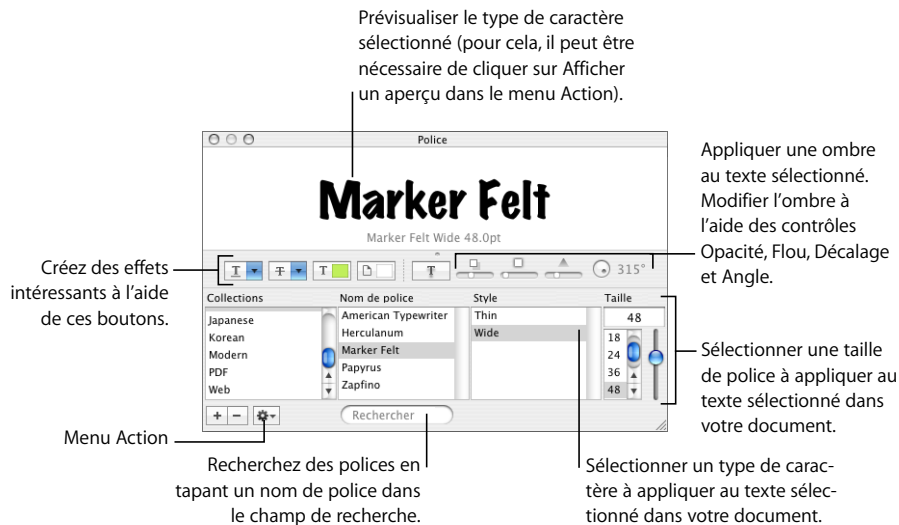 Prévisualiser le type de caractère
sélectionné (pour cela, il peut être
nécessaire de cliquer sur Afficher
un aperçu dans le menu Action).
Police
Marker Felt
Marker Felt Wide 48.0pt
Appliquer une ombre
au texte sélectionné.
Modifier l’ombre à
l’aide des contrôles
Opacité, Flou, Décalage
et Angle.
Créez des effets
intéressants à l’aide
de ces boutons.
T T T T 315°
Collections Nom de police Style Taille
Japanese
Korean
Modern
PDF
Web
American Typewriter
Herculanum
Marker Felt
Papyrus
Zapfino
Thin
Wide
48
18
24
36
48
Sélectionner une taille
de police à appliquer au
texte sélectionné dans
votre document.
+ −
Rechercher
Menu Action
Recherchez des polices en
tapant un nom de police dans
le champ de recherche.
Sélectionner un type de carac-
tère à appliquer au texte sélec-
tionné dans votre document.